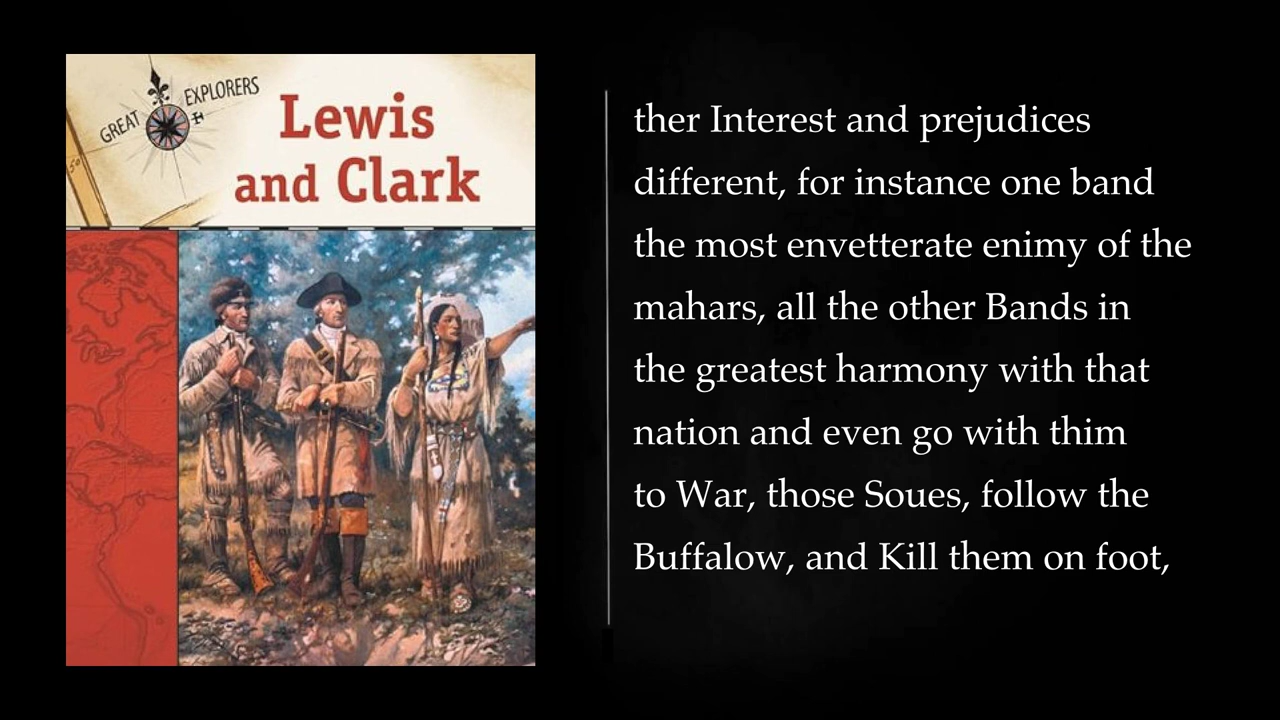 GREAT EXPLORERS
Lewis
and Clark
ther Interest and prejudices
different, for instance one band
the most envetterate enimy of the
mahars, all the other Bands in
the greatest harmony with that
nation and even go with thim
to War, those Soues, follow the
Buffalow, and Kill them on foot,